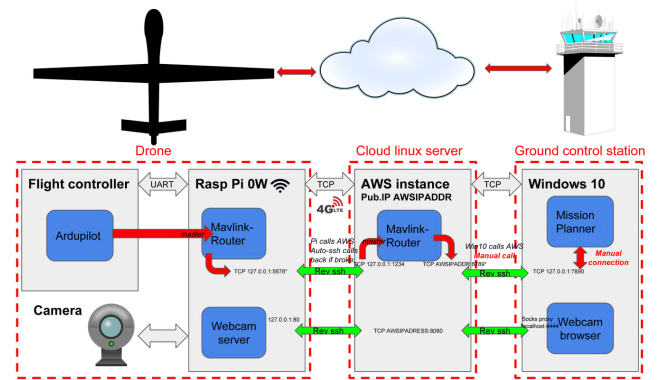 Drone
Cloud linux server
Ground control station
Flight controller
UART
Rasp Pi 0W
TCP
4G LTE
AWS instance
Pub.IP AWSIPADDR
TCP
Windows 10
Ardupilot
master
Mavlink-
Router
TCP 127.0.0.1:5678*
Pi calls AWS
Auto-ssh calls
back if broke
Rev ssh
master
Mavlink-
Router
TCP 127.0.0.1:1234
Win10 calls AWS
Manual call
Rev ssh
Mission
Planner
Manual
connection
TCP 127.0.0.1:7890
Camera
Webcam
server
127.0.0.1:80
Rev ssh
TCP AWSIPADDRESS:8080
Rev ssh
Socks proxy
localhost:4444
Webcam
browser